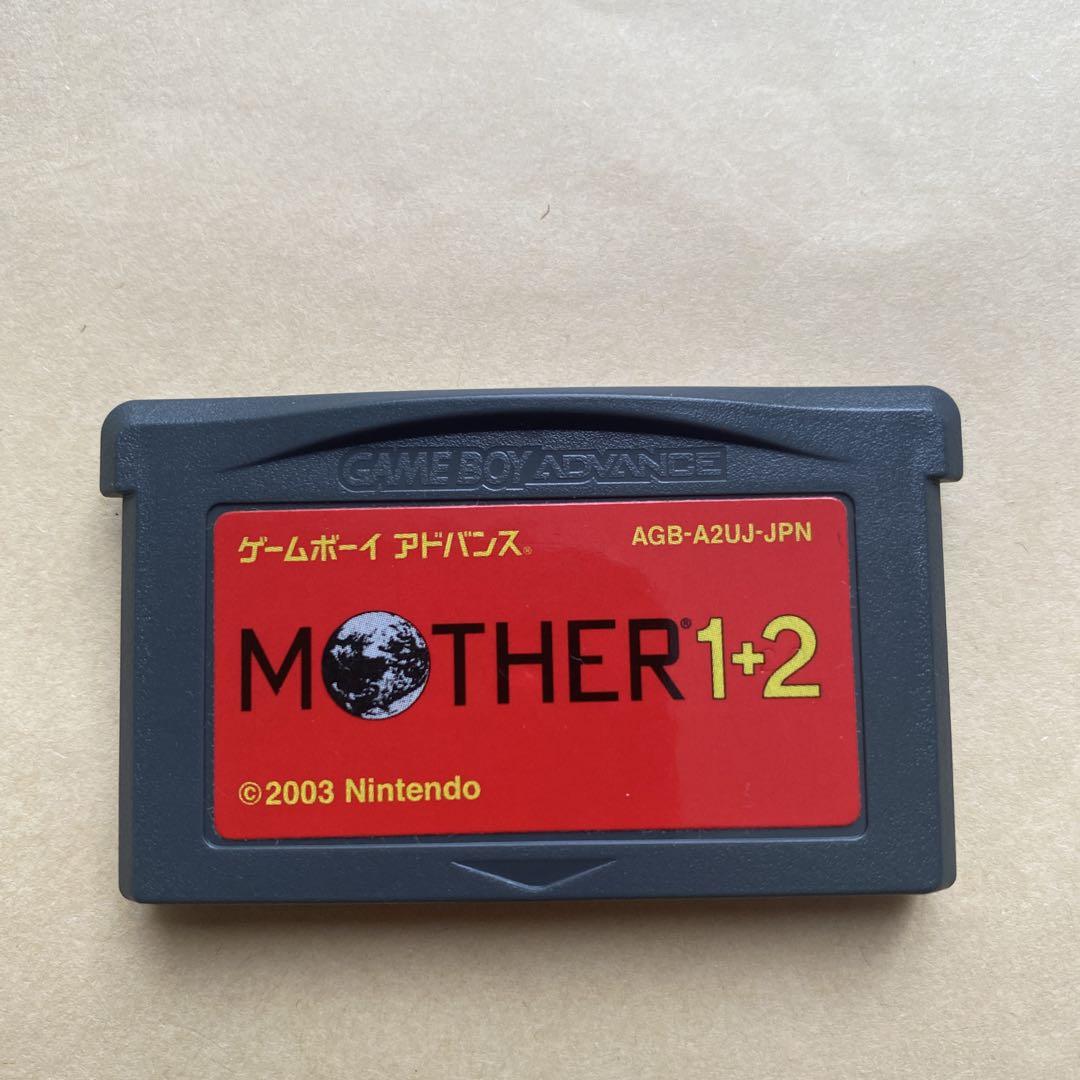 GAME BOY ADVANCE
ゲームボーイ アドバンス®
AGB-A2UJ-JPN
MOTHER® 1+2
© 2003 Nintendo